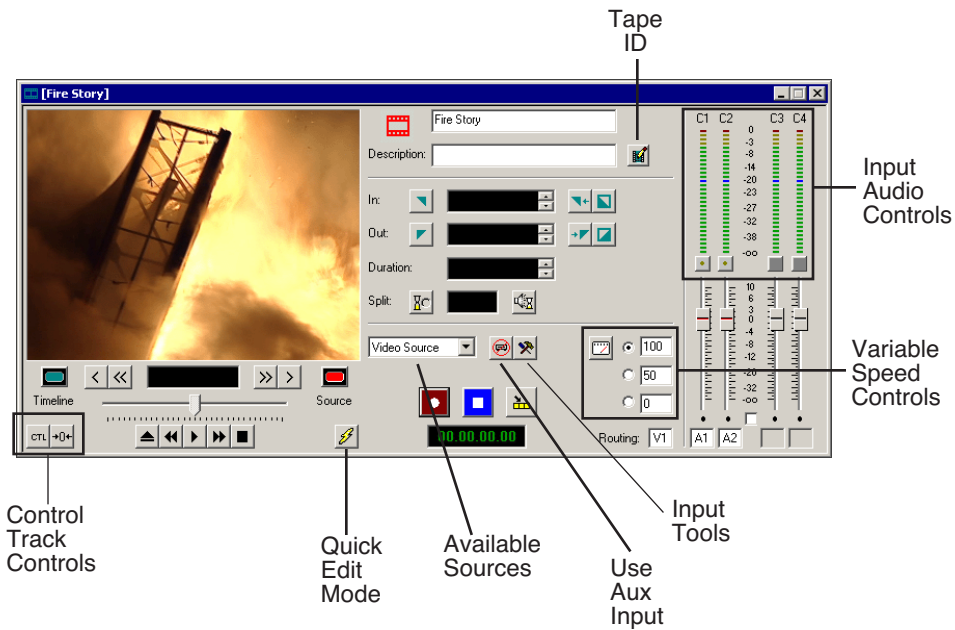 Tape
ID
[Fire Story]
Fire Story
Description:
In:
Out:
Duration:
Split:
Video Source
100
50
0
Timeline
Source
CTL →0←
00.00.00.00
Routing: V1 A1 A2
C1 C2 C3 C4
0
-3
-8
-14
-20
-23
-27
-32
-38
-oo
10
6
3
0
-4
-8
-12
-20
-32
-oo
Input
Audio
Controls
Variable
Speed
Controls
Control
Track
Controls
Quick
Edit
Mode
Available
Sources
Use
Aux
Input
Input
Tools